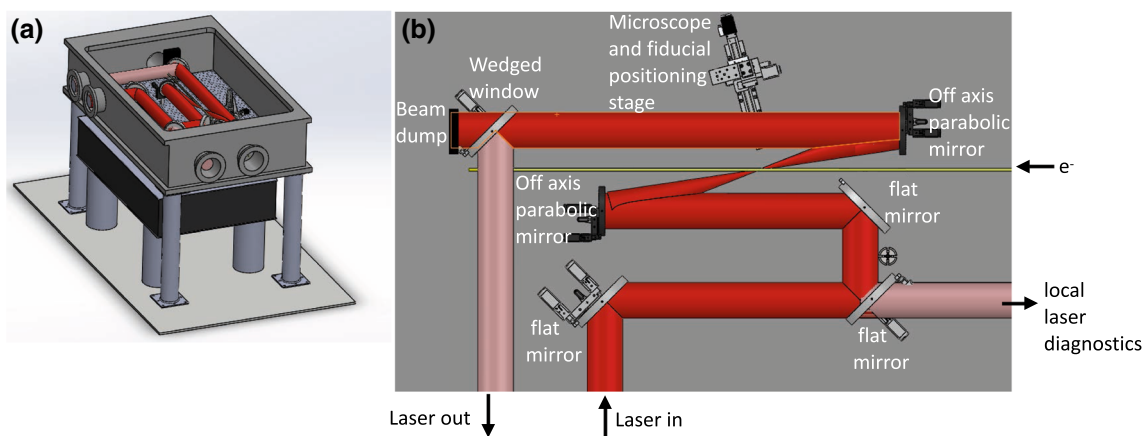 (a)
(b)
Microscope
and fiducial
positioning
stage
Wedged
window
Beam
dump
Off axis
parabolic
mirror
e-
Off axis
parabolic
mirror
flat
mirror
flat
mirror
flat
mirror
local
laser
diagnostics
Laser out
Laser in